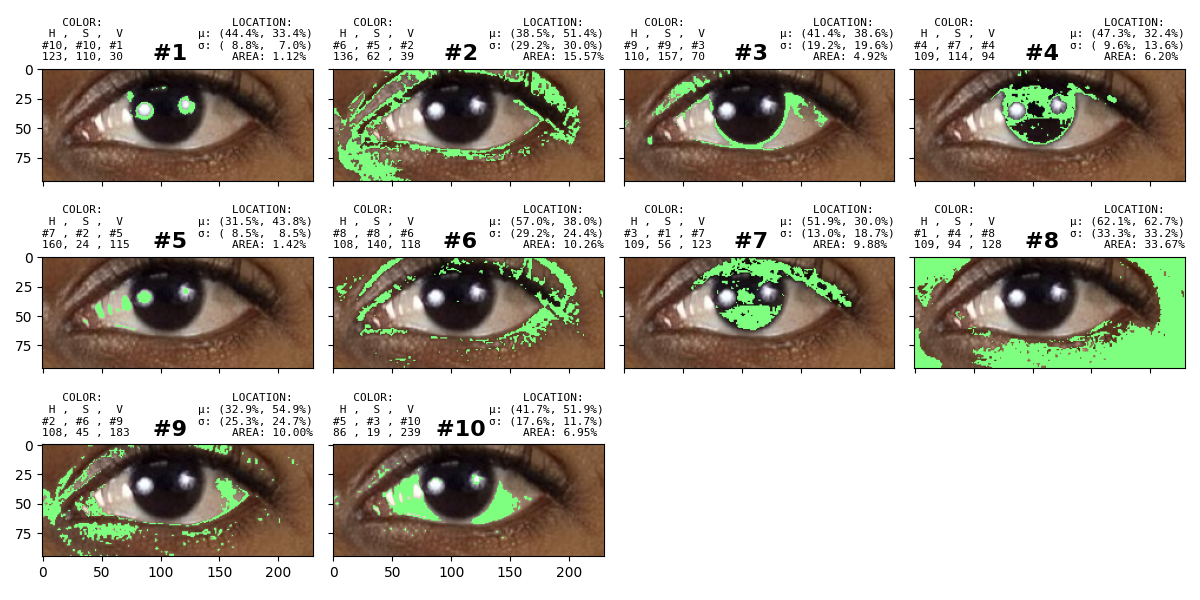 COLOR: LOCATION:
H , S , V μ: (44.4%, 33.4%)
#10, #10, #1 #1 σ: ( 8.8%, 7.0%)
123, 110, 30 AREA: 1.12%
COLOR: LOCATION:
H , S , V μ: (38.5%, 51.4%)
#6 , #5 , #2 #2 σ: (29.2%, 30.0%)
136, 62 , 39 AREA: 15.57%
COLOR: LOCATION:
H , S , V μ: (41.4%, 38.6%)
#9 , #9 , #3 #3 σ: (19.2%, 19.6%)
110, 157, 70 AREA: 4.92%
COLOR: LOCATION:
H , S , V μ: (47.3%, 32.4%)
#4 , #7 , #4 #4 σ: ( 9.6%, 13.6%)
109, 114, 94 AREA: 6.20%
0
25
50
75
COLOR: LOCATION:
H , S , V μ: (31.5%, 43.8%)
#7 , #2 , #5 #5 σ: ( 8.5%, 8.5%)
160, 24 , 115 AREA: 1.42%
COLOR: LOCATION:
H , S , V μ: (57.0%, 38.0%)
#8 , #8 , #6 #6 σ: (29.2%, 24.4%)
108, 140, 118 AREA: 10.26%
COLOR: LOCATION:
H , S , V μ: (51.9%, 30.0%)
#3 , #1 , #7 #7 σ: (13.0%, 18.7%)
109, 56 , 123 AREA: 9.88%
COLOR: LOCATION:
H , S , V μ: (62.1%, 62.7%)
#1 , #4 , #8 #8 σ: (33.3%, 33.2%)
109, 94 , 128 AREA: 33.67%
0
25
50
75
COLOR: LOCATION:
H , S , V μ: (32.9%, 54.9%)
#2 , #6 , #9 #9 σ: (25.3%, 24.7%)
108, 45 , 183 AREA: 10.00%
COLOR: LOCATION:
H , S , V μ: (41.7%, 51.9%)
#5 , #3 , #10 #10 σ: (17.6%, 11.7%)
86 , 19 , 239 AREA: 6.95%
0
25
50
75
0 50 100 150 200
0 50 100 150 200